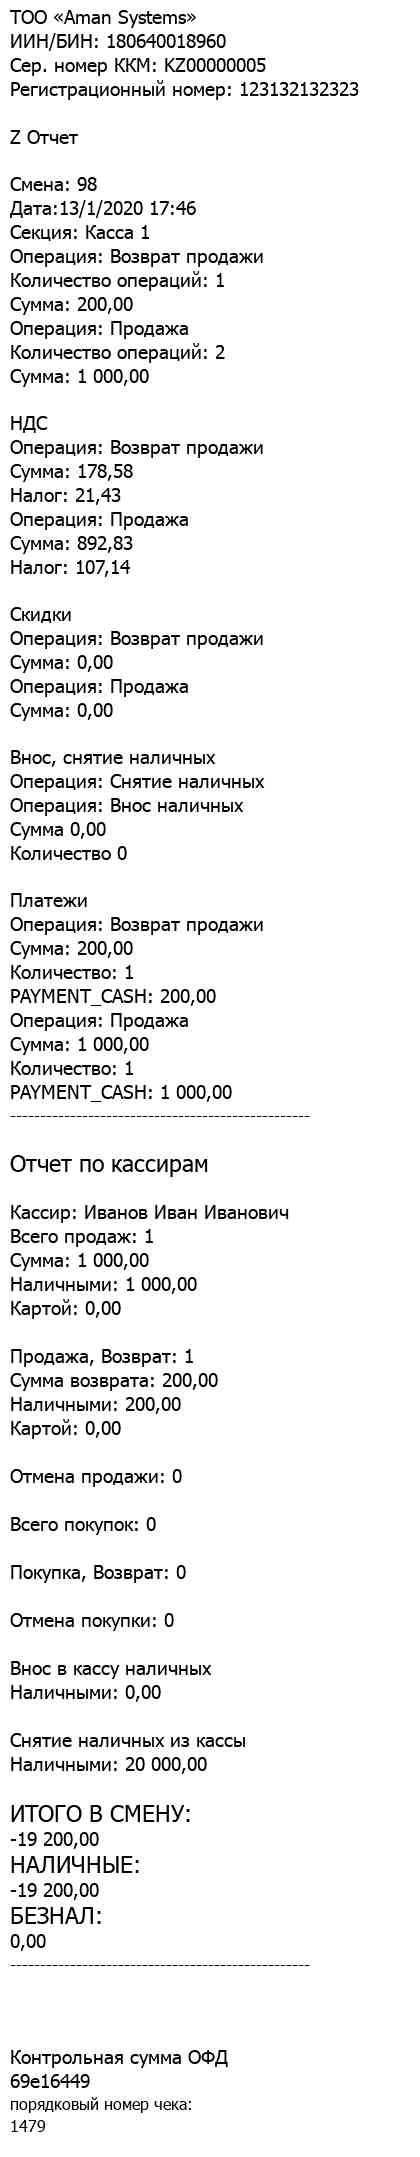 ТОО «Aman Systems»
ИИН/БИН: 180640018960
Сер. номер ККМ: KZ00000005
Регистрационный номер: 123132132323
Z Отчет
Смена: 98
Дата:13/1/2020 17:46
Секция: Касса 1
Операция: Возврат продажи
Количество операций: 1
Сумма: 200,00
Операция: Продажа
Количество операций: 2
Сумма: 1 000,00
НДС
Операция: Возврат продажи
Сумма: 178,58
Налог: 21,43
Операция: Продажа
Сумма: 892,83
Налог: 107,14
Скидки
Операция: Возврат продажи
Сумма: 0,00
Операция: Продажа
Сумма: 0,00
Внос, снятие наличных
Операция: Снятие наличных
Операция: Внос наличных
Сумма 0,00
Количество 0
Платежи
Операция: Возврат продажи
Сумма: 200,00
Количество: 1
PAYMENT_CASH: 200,00
Операция: Продажа
Сумма: 1 000,00
Количество: 1
PAYMENT_CASH: 1 000,00
--------------------------------------------------
Отчет по кассирам
Кассир: Иванов Иван Иванович
Всего продаж: 1
Сумма: 1 000,00
Наличными: 1 000,00
Картой: 0,00
Продажа, Возврат: 1
Сумма возврата: 200,00
Наличными: 200,00
Картой: 0,00
Отмена продажи: 0
Всего покупок: 0
Покупка, Возврат: 0
Отмена покупки: 0
Внос в кассу наличных
Наличными: 0,00
Снятие наличных из кассы
Наличными: 20 000,00
ИТОГО В СМЕНУ:
-19 200,00
НАЛИЧНЫЕ:
-19 200,00
БЕЗНАЛ:
0,00
--------------------------------------------------
Контрольная сумма ОФД
69e16449
порядковый номер чека:
1479